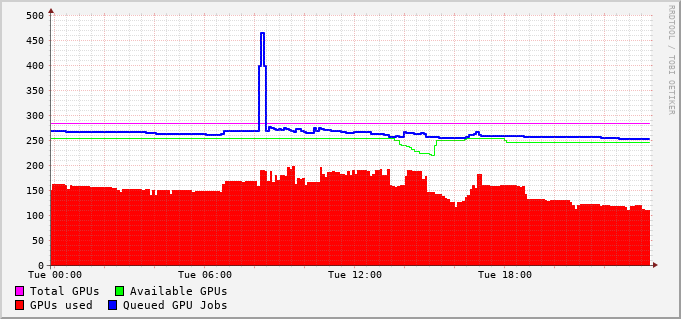 500
450
400
350
300
250
200
150
100
50
0
Tue 00:00 Tue 06:00 Tue 12:00 Tue 18:00
Total GPUs Available GPUs
GPUs used Queued GPU Jobs
RRDTOOL / TOBI OETIKER